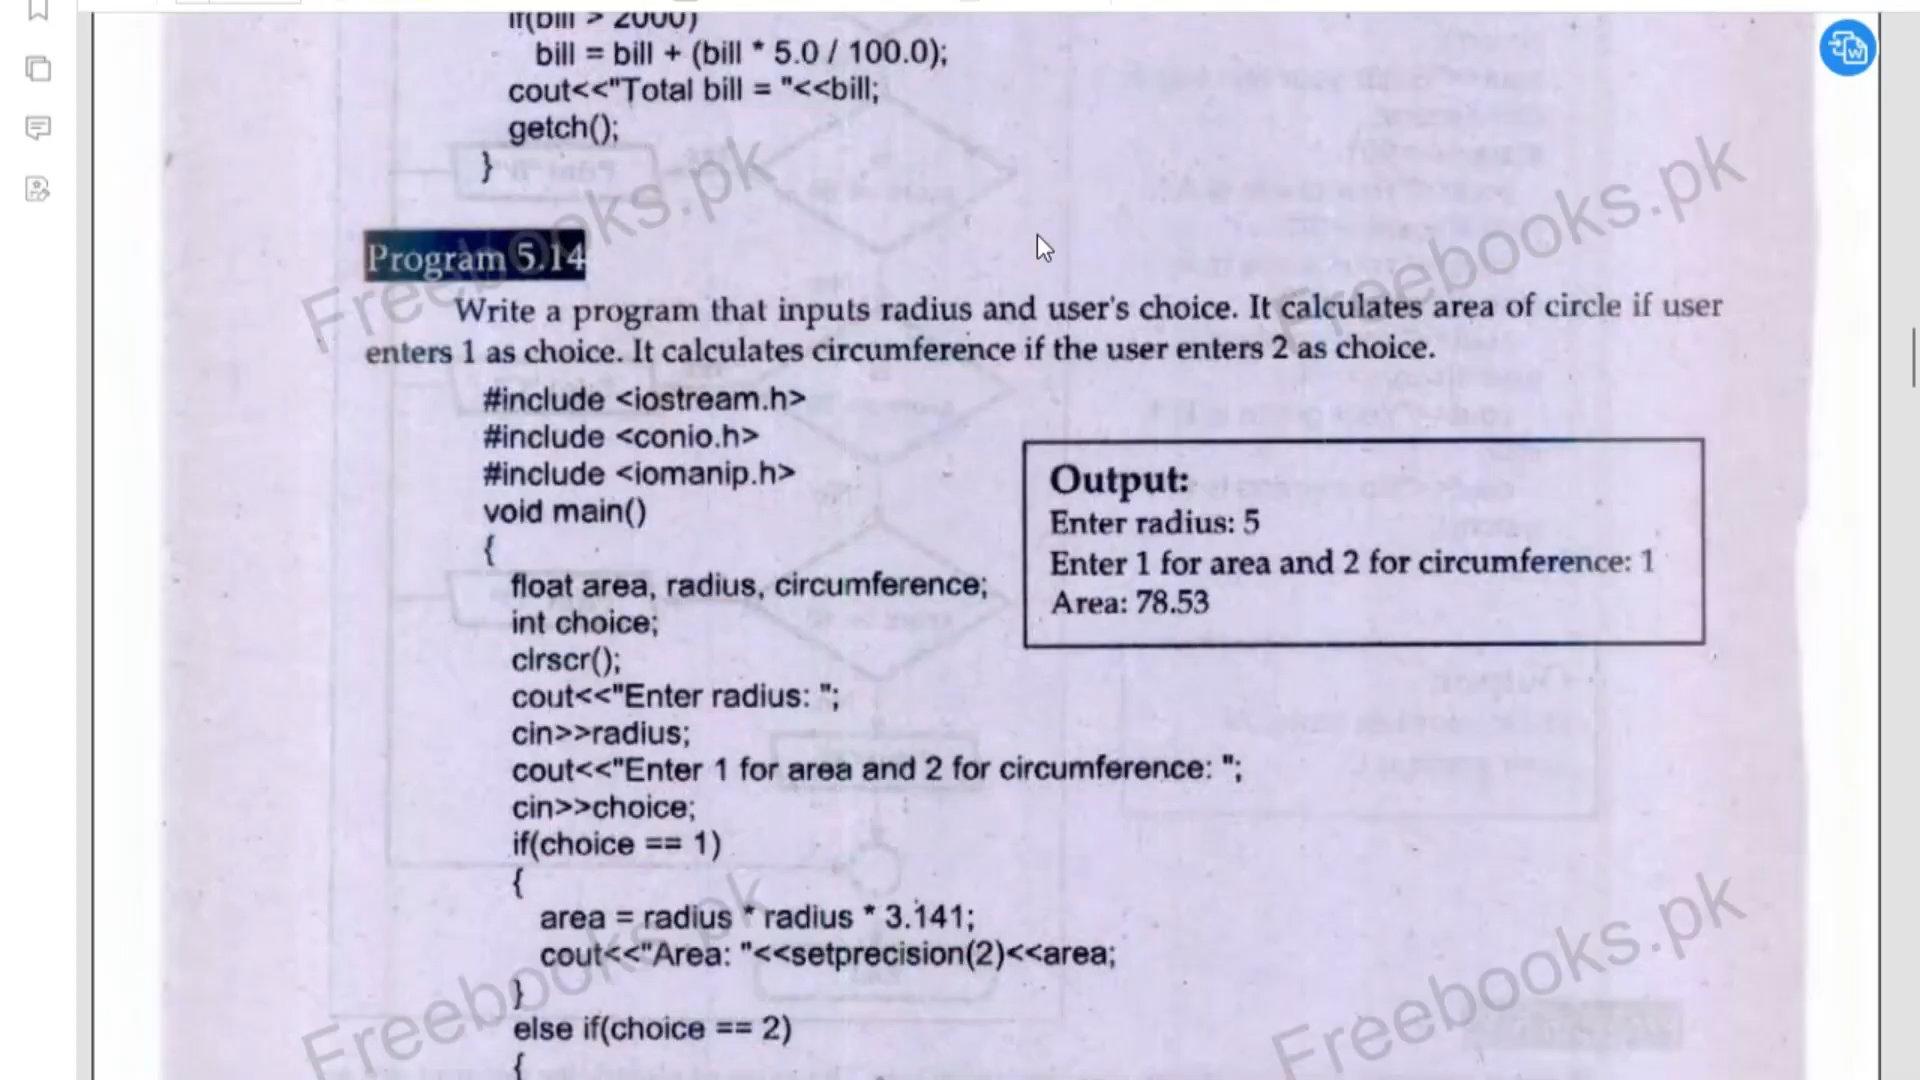 if(bill > 2000)
bill = bill + (bill * 5.0 / 100.0);
cout<<"Total bill = "<<bill;
getch();
}
Freebooks.pk
Freebooks.pk
Program 5.14
Write a program that inputs radius and user's choice. It calculates area of circle if user
enters 1 as choice. It calculates circumference if the user enters 2 as choice.
#include <iostream.h>
#include <conio.h>
#include <iomanip.h>
void main()
{
float area, radius, circumference;
int choice;
clrscr();
cout<<"Enter radius: ";
cin>>radius;
cout<<"Enter 1 for area and 2 for circumference: ";
cin>>choice;
if(choice == 1)
{
area = radius * radius * 3.141;
cout<<"Area: "<<setprecision(2)<<area;
}
else if(choice == 2)
{
Output:
Enter radius: 5
Enter 1 for area and 2 for circumference: 1
Area: 78.53
Freebooks.pk
Freebooks.pk